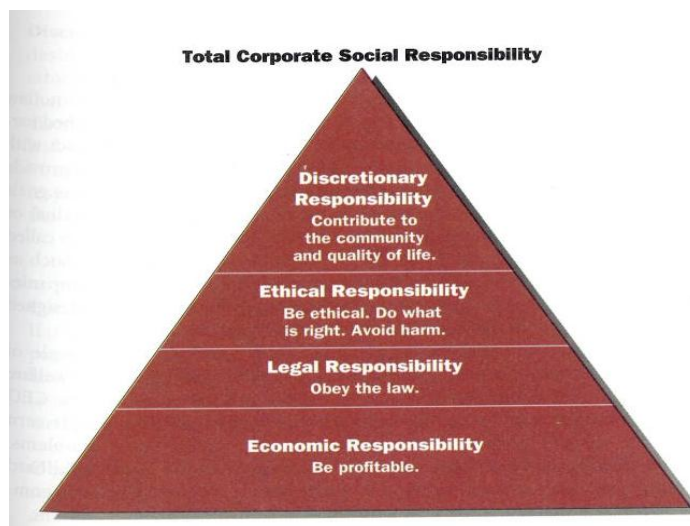 Total Corporate Social Responsibility
Discretionary
Responsibility
Contribute to
the community
and quality of life.
Ethical Responsibility
Be ethical. Do what
is right. Avoid harm.
Legal Responsibility
Obey the law.
Economic Responsibility
Be profitable.